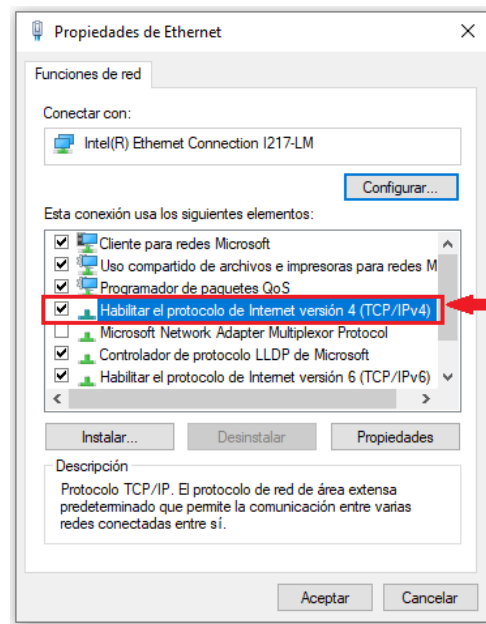 Propiedades de Ethernet
Funciones de red
Conectar con:
Intel(R) Ethernet Connection I217-LM
Configurar...
Esta conexión usa los siguientes elementos:
Cliente para redes Microsoft
Uso compartido de archivos e impresoras para redes M
Programador de paquetes QoS
Habilitar el protocolo de Internet versión 4 (TCP/IPv4)
Microsoft Network Adapter Multiplexor Protocol
Controlador de protocolo LLDP de Microsoft
Habilitar el protocolo de Internet versión 6 (TCP/IPv6)
Instalar... Desinstalar Propiedades
Descripción
Protocolo TCP/IP. El protocolo de red de área extensa
predeterminado que permite la comunicación entre varias
redes conectadas entre sí.
Aceptar Cancelar